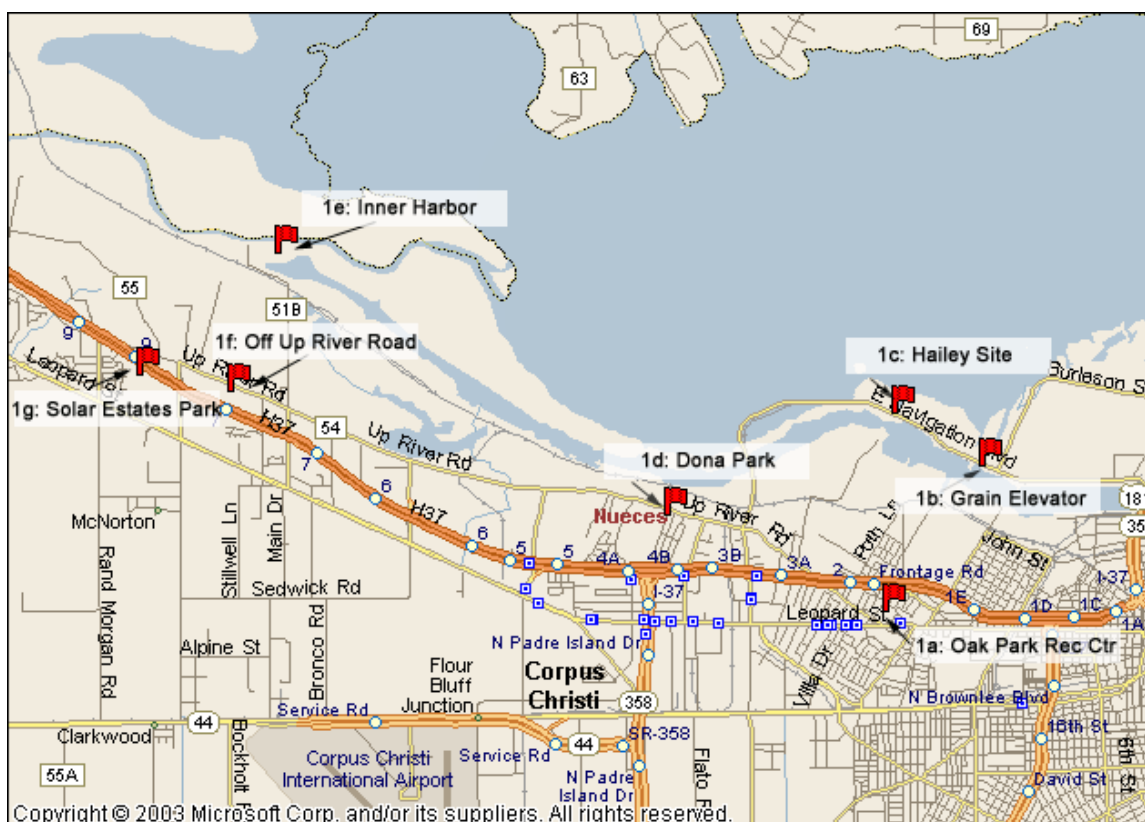 69
63
1e: Inner Harbor
55
51B
9
1f: Off Up River Road
9
Up River Rd
Leopard St
1c: Hailey Site
Burleson St
1g: Solar Estates Park
E Navigation Blvd
H37
54
Up River Rd
7
1d: Dona Park
6
1b: Grain Elevator
181
35
McNorton
H37
Nueces
Up River Rd
Poth Ln
John St
Stillwell Ln
Main Dr
6
5
5
4A
4B
3B
3A
2
Frontage Rd
I-37
Rand Morgan Rd
Sedwick Rd
I-37
Leopard St
1E
1D
1C
1A
Bronco Rd
Alpine St
N Padre Island Dr
1a: Oak Park Rec Ctr
Flour
Bluff
Junction
Corpus
Christi
Villa Dr
N Brownlee Blvd
358
Service Rd
44
Clarkwood
Service Rd
44
SR-358
16th St
Corpus Christi
International Airport
55A
N Padre
Island Dr
David St
Copyright © 2003 Microsoft Corp. and/or its suppliers. All rights reserved.